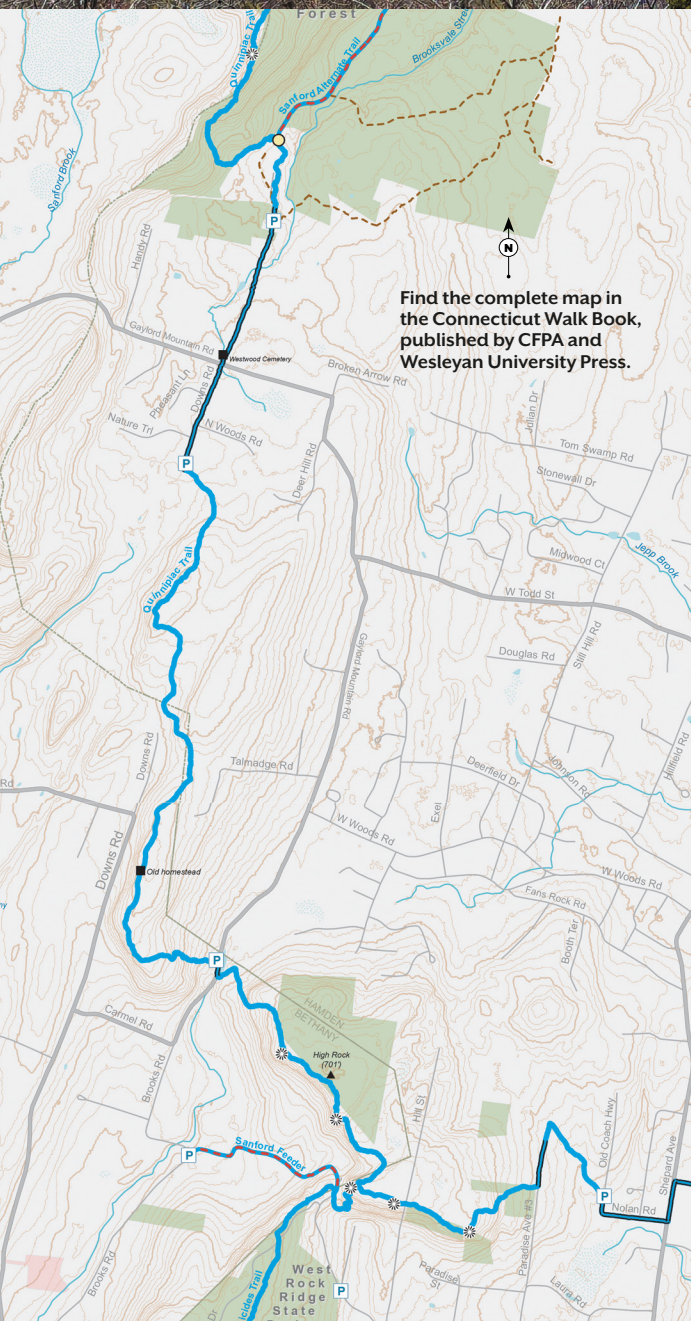 Forest
Quinnipiac Trail
Sanford Alternate Trail
Brooksvale
Sanford Brook
P
N
Handy Rd
Find the complete map in
the Connecticut Walk Book,
published by CFPA and
Wesleyan University Press.
Gaylord Mountain Rd
Westwood Cemetery
Broken Arrow Rd
Pheasant Ln
Downs Rd
Julian Dr
Nature Trl
N Woods Rd
Deer Hill Rd
Tom Swamp Rd
P
Stonewall Dr
Quinnipiac Trail
Midwood Ct
Jepp Brook
W Todd St
Still Hill Rd
Douglas Rd
Gaylord Mountain Rd
Downs Rd
Talmadge Rd
Deerfield Dr
Johnson Rd
Hillfield Rd
Rd
Exel
W Woods Rd
Downs Rd
Old homestead
W Woods Rd
Fans Rock Rd
Booth Ter
P
Carmel Rd
HAMDEN
BETHANY
High Rock
(701')
Brooks Rd
Hill St
Old Coach Hwy
Shepard Ave
P
Sanford Feeder
P
Nolan Rd
Paradise Ave #3
Brooks Rd
West
Rock
Ridge
State
P
Paradise
St
Laura Rd
icides Trail
Dr